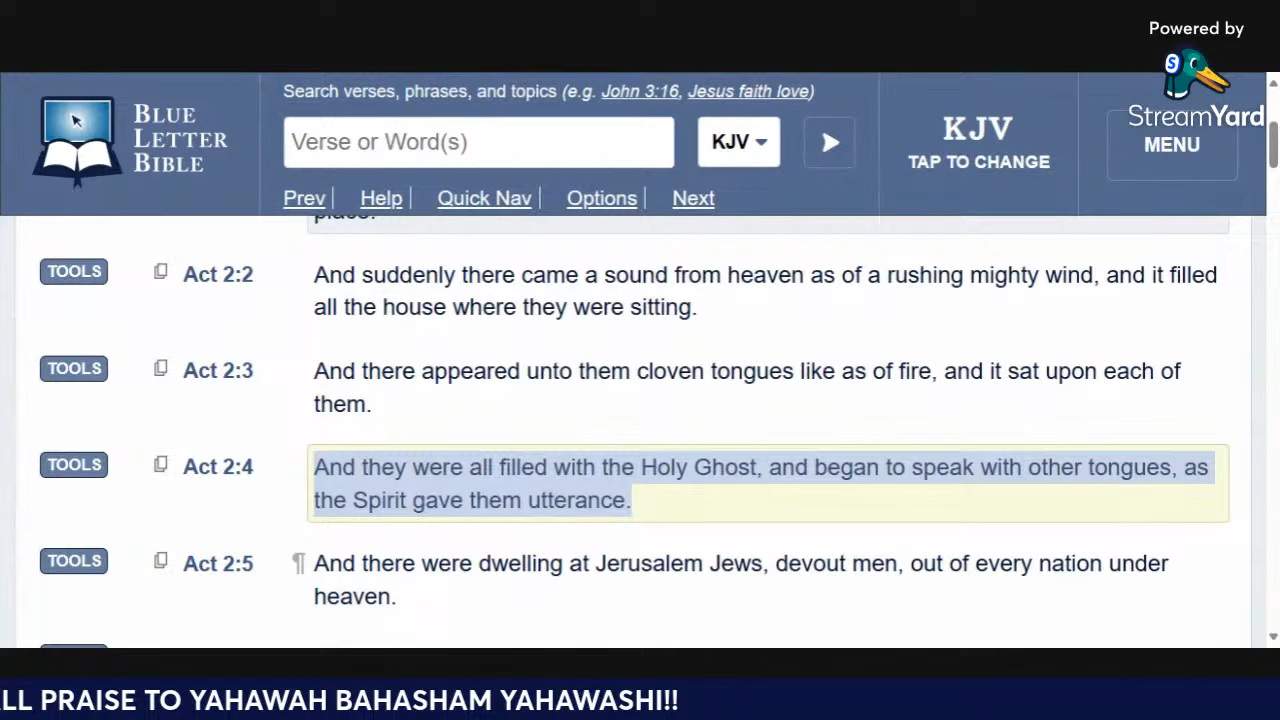 Powered by
StreamYard
BLUE
LETTER
BIBLE
Search verses, phrases, and topics (e.g. John 3:16, Jesus faith love)
Verse or Word(s)
KJV
KJV
TAP TO CHANGE
MENU
Prev | Help | Quick Nav | Options | Next
place.
TOOLS Act 2:2 And suddenly there came a sound from heaven as of a rushing mighty wind, and it filled
all the house where they were sitting.
TOOLS Act 2:3 And there appeared unto them cloven tongues like as of fire, and it sat upon each of
them.
TOOLS Act 2:4 And they were all filled with the Holy Ghost, and began to speak with other tongues, as
the Spirit gave them utterance.
TOOLS Act 2:5 ¶ And there were dwelling at Jerusalem Jews, devout men, out of every nation under
heaven.
LL PRAISE TO YAHAWAH BAHASHAM YAHAWASHI!!